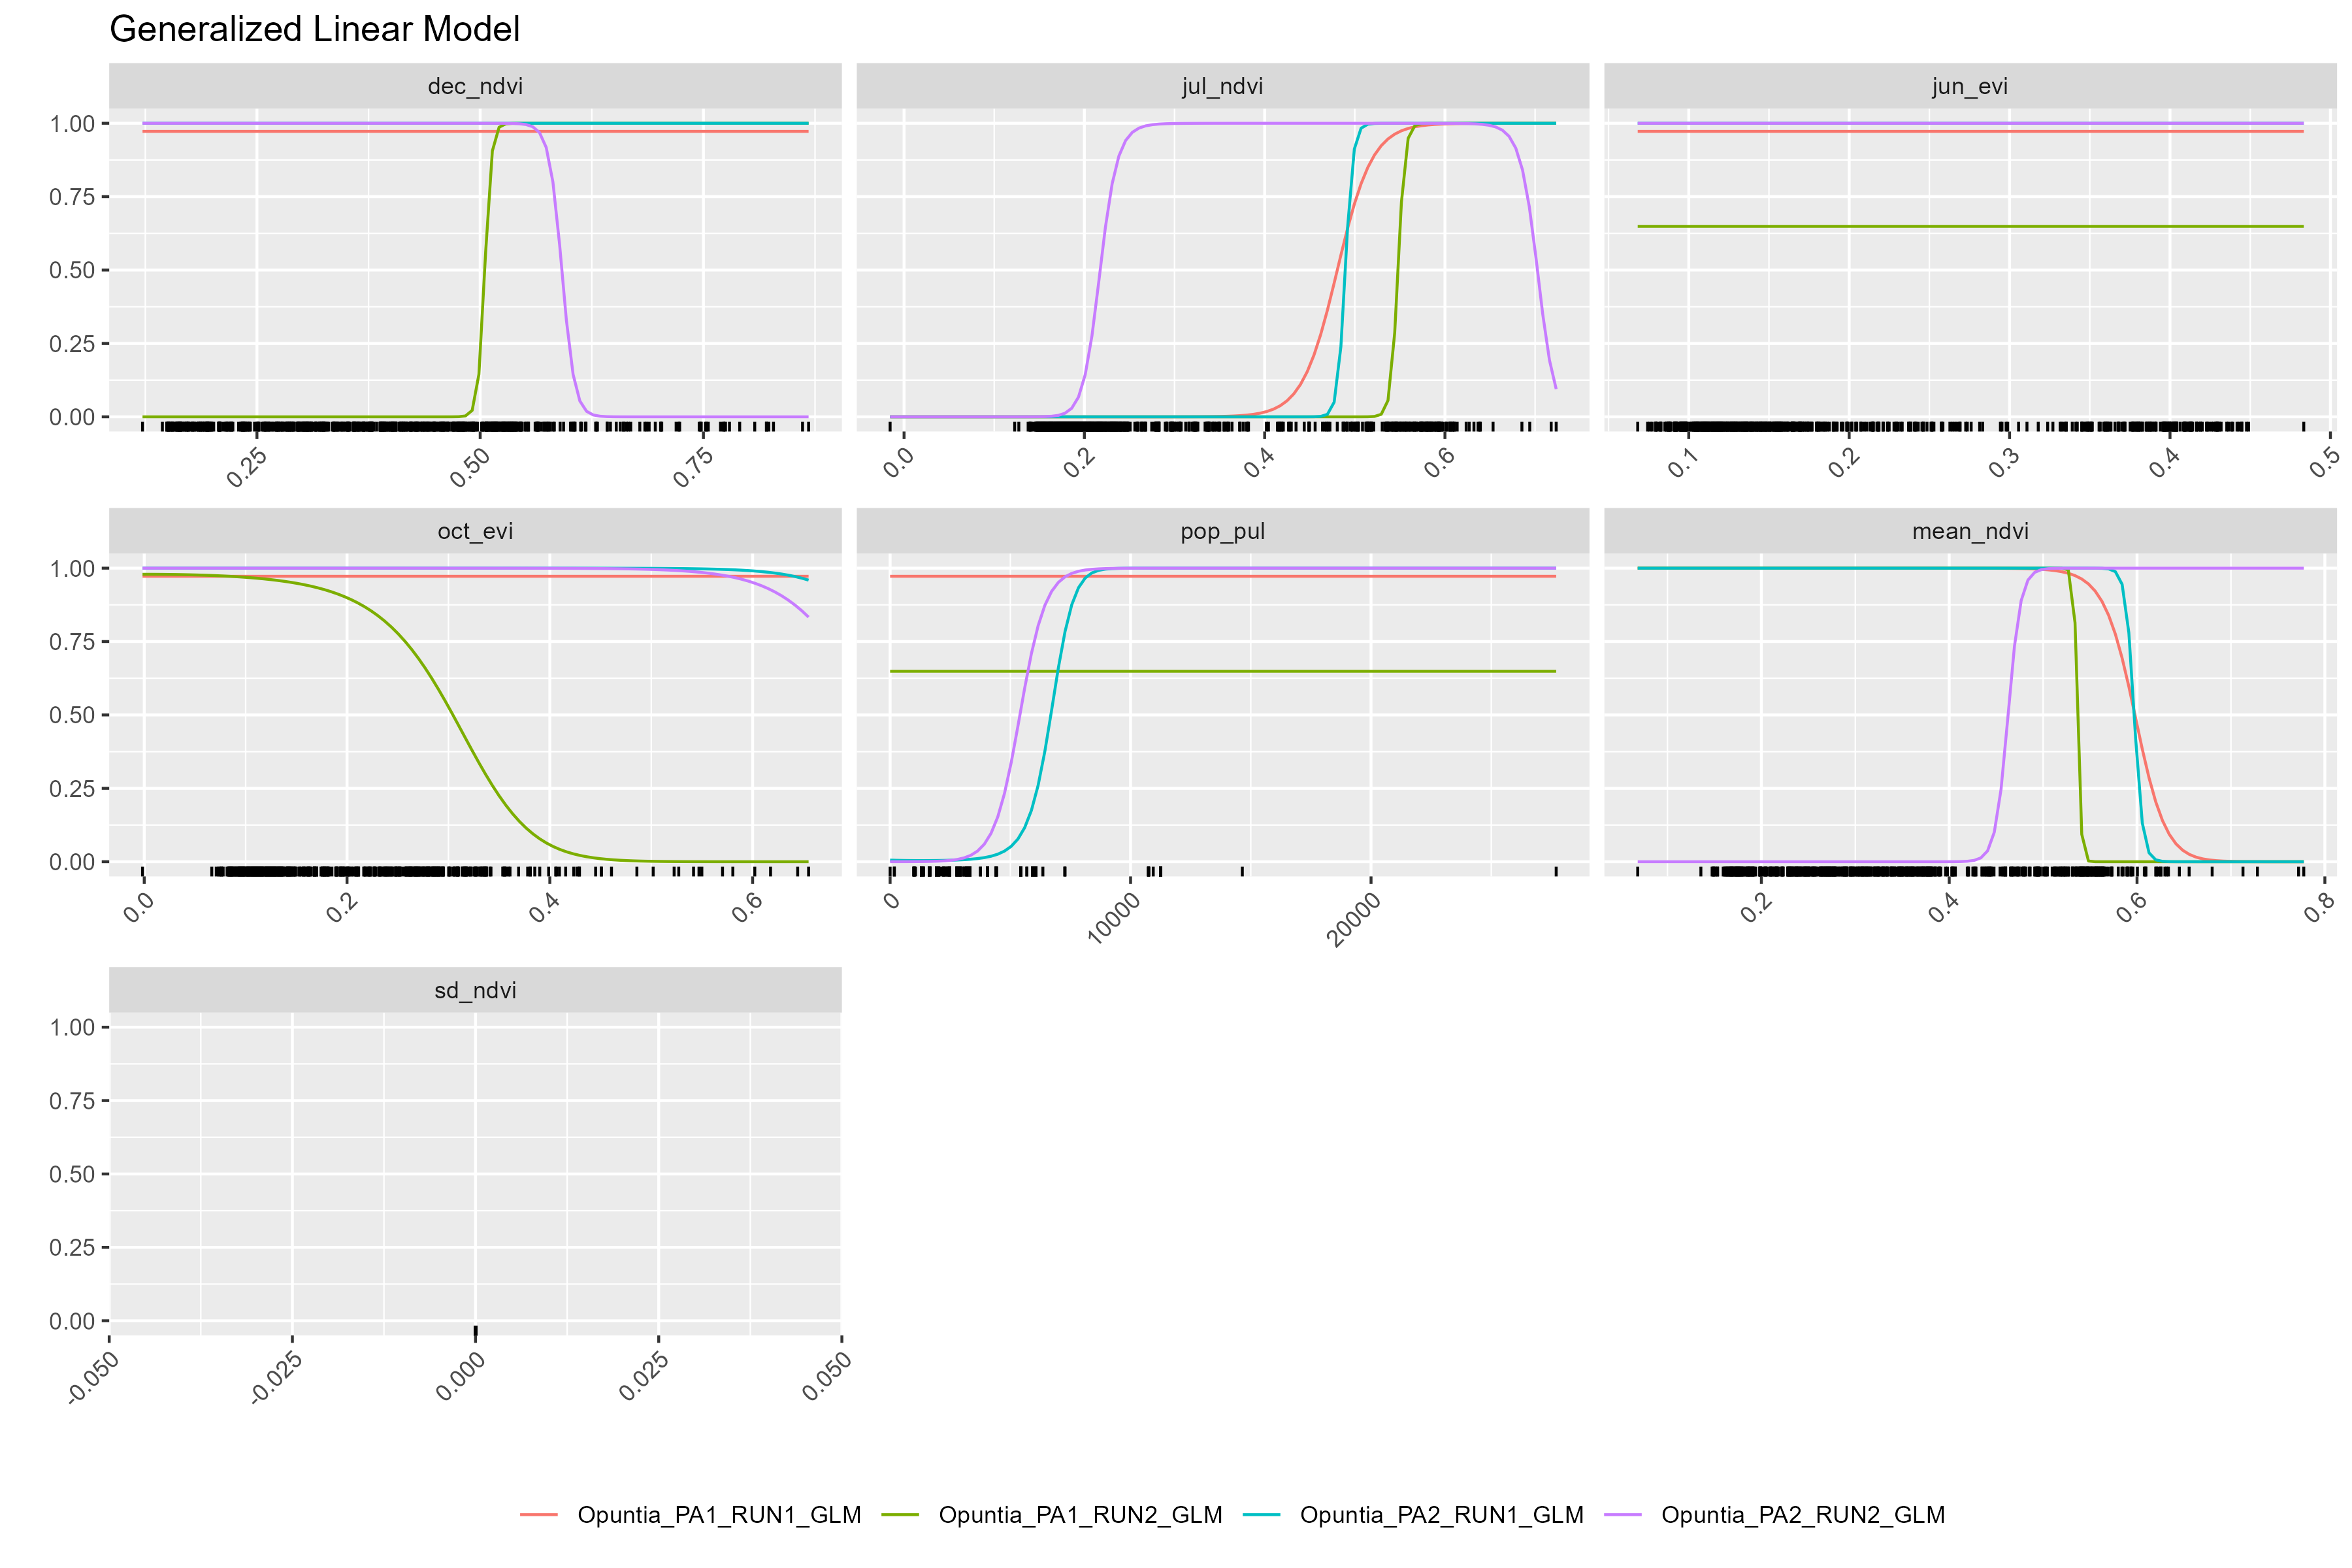 Generalized Linear Model
dec_ndvi jul_ndvi jun_evi
1.00
0.75
0.50
0.25
0.00
0.25 0.50 0.75 0.0 0.2 0.4 0.6 0.1 0.2 0.3 0.4 0.5
oct_evi pop_pul mean_ndvi
1.00
0.75
0.50
0.25
0.00
0.0 0.2 0.4 0.6 0 10000 20000 0.2 0.4 0.6 0.8
sd_ndvi
1.00
0.75
0.50
0.25
0.00
-0.050 -0.025 0.000 0.025 0.050
Opuntia_PA1_RUN1_GLM Opuntia_PA1_RUN2_GLM Opuntia_PA2_RUN1_GLM Opuntia_PA2_RUN2_GLM